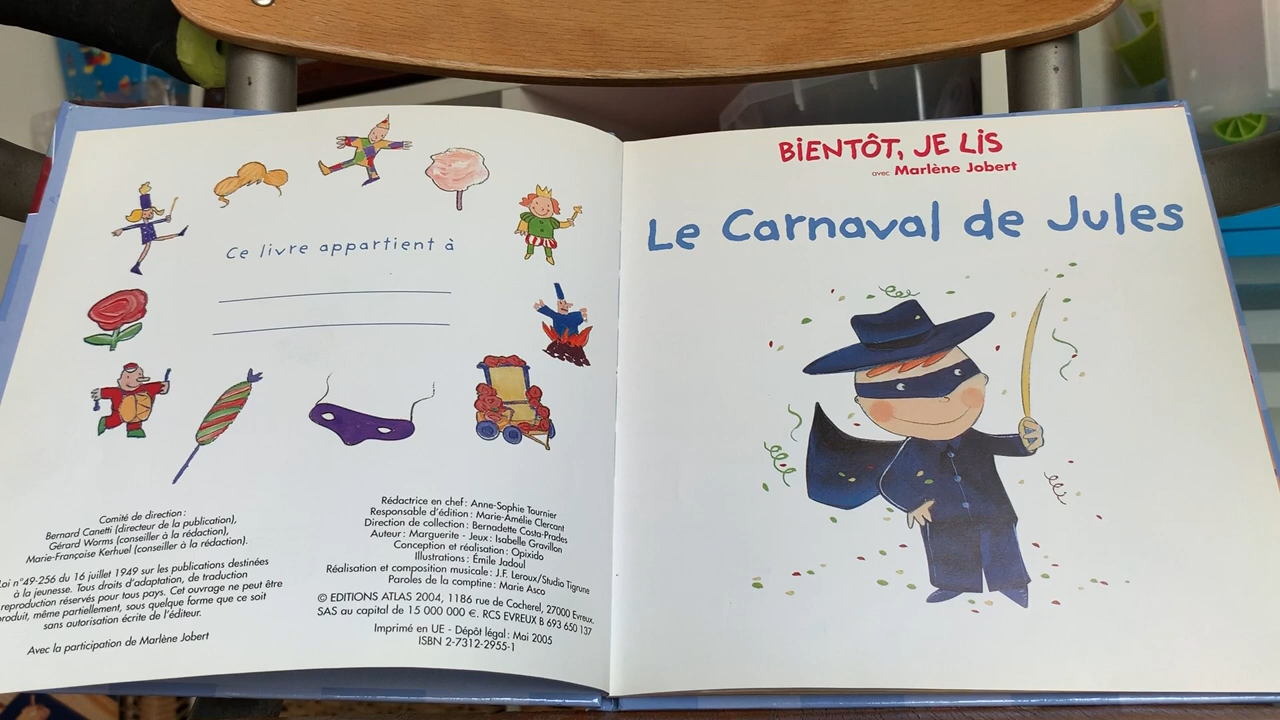 Ce livre appartient à
Comité de direction :
Bernard Canetti (directeur de la publication),
Gérard Worms (conseiller à la rédaction),
Marie-Françoise Kerhuel (conseiller à la rédaction).
Loi n°49-256 du 16 juillet 1949 sur les publications destinées
à la jeunesse. Tous droits d'adaptation, de traduction
reproduction réservés pour tous pays. Cet ouvrage ne peut être
produit, même partiellement, sous quelque forme que ce soit
sans autorisation écrite de l'éditeur.
Avec la participation de Marlène Jobert
Rédactrice en chef : Anne-Sophie Tournier
Responsable d'édition : Marie-Amélie Clercant
Direction de collection : Bernadette Costa-Prades
Auteur : Marguerite - Jeux : Isabelle Gravillon
Conception et réalisation : Opixido
Illustrations : Émile Jadoul
Réalisation et composition musicale : J.F. Leroux/Studio Tigrune
Paroles de la comptine : Marie Asco
© EDITIONS ATLAS 2004, 1186 rue de Cocherel, 27000 Evreux.
SAS au capital de 15 000 000 €. RCS EVREUX B 693 650 137
Imprimé en UE - Dépôt légal : Mai 2005
ISBN 2-7312-2955-1
BIENTÔT, JE LIS
avec Marlène Jobert
Le Carnaval de Jules